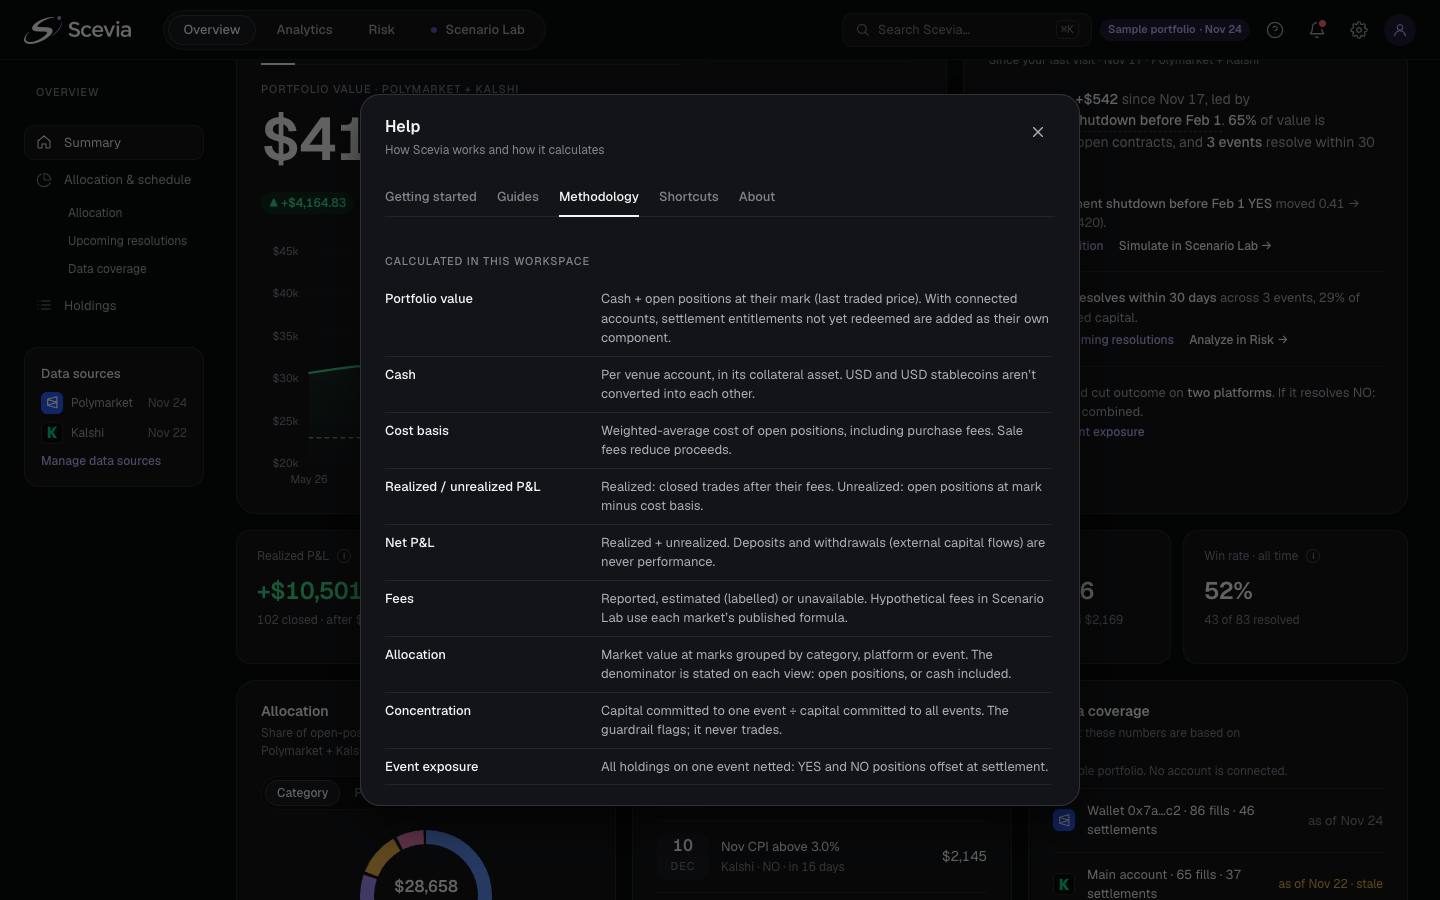 Scevia
Overview
Analytics
Risk
Scenario Lab
Search Scevia…
⌘K
Sample portfolio · Nov 24
OVERVIEW
Summary
Allocation & schedule
Allocation
Upcoming resolutions
Data coverage
Holdings
Data sources
Polymarket Nov 24
Kalshi Nov 22
Manage data sources
PORTFOLIO VALUE · POLYMARKET + KALSHI
$41
▲ +$4,164.83
$45k
$40k
$35k
$30k
$25k
$20k
May 26
Since your last visit · Nov 17 · Polymarket + Kalshi
+$542 since Nov 17, led by
shutdown before Feb 1. 65% of value is
open contracts, and 3 events resolve within 30
shutdown before Feb 1 YES moved 0.41 →
420).
Simulate in Scenario Lab →
resolves within 30 days across 3 events, 29% of
capital.
resolutions Analyze in Risk →
cut outcome on two platforms. If it resolves NO:
combined.
exposure
Help
How Scevia works and how it calculates
Getting started
Guides
Methodology
Shortcuts
About
CALCULATED IN THIS WORKSPACE
Portfolio value
Cash + open positions at their mark (last traded price). With connected
accounts, settlement entitlements not yet redeemed are added as their own
component.
Cash
Per venue account, in its collateral asset. USD and USD stablecoins aren't
converted into each other.
Cost basis
Weighted-average cost of open positions, including purchase fees. Sale
fees reduce proceeds.
Realized / unrealized P&L
Realized: closed trades after their fees. Unrealized: open positions at mark
minus cost basis.
Net P&L
Realized + unrealized. Deposits and withdrawals (external capital flows) are
never performance.
Fees
Reported, estimated (labelled) or unavailable. Hypothetical fees in Scenario
Lab use each market's published formula.
Allocation
Market value at marks grouped by category, platform or event. The
denominator is stated on each view: open positions, or cash included.
Concentration
Capital committed to one event ÷ capital committed to all events. The
guardrail flags; it never trades.
Event exposure
All holdings on one event netted: YES and NO positions offset at settlement.
Realized P&L
+$10,501
102 closed · after
6
$2,169
Win rate · all time
52%
43 of 83 resolved
Allocation
Share of open-pos
Polymarket + Kals
Category
$28,658
10
DEC
Nov CPI above 3.0%
Kalshi · NO · in 16 days
$2,145
coverage
these numbers are based on
portfolio. No account is connected.
Wallet 0x7a…c2 · 86 fills · 46
settlements
as of Nov 24
Main account · 65 fills · 37
settlements
as of Nov 22 · stale